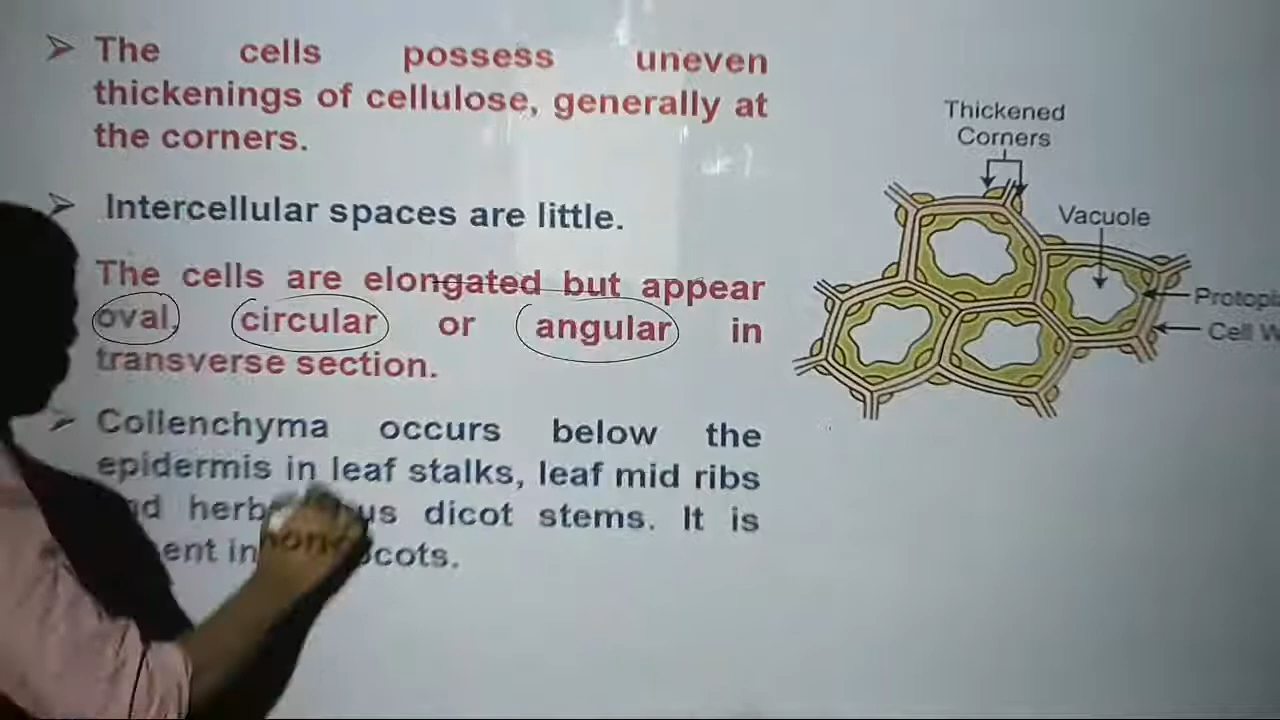 The cells possess uneven
thickenings of cellulose, generally at
the corners.
Intercellular spaces are little.
The cells are elongated but appear
oval, circular or angular in
transverse section.
Collenchyma occurs below the
epidermis in leaf stalks, leaf mid ribs
dicot stems. It is
in
Thickened
Corners
Vacuole
Cell